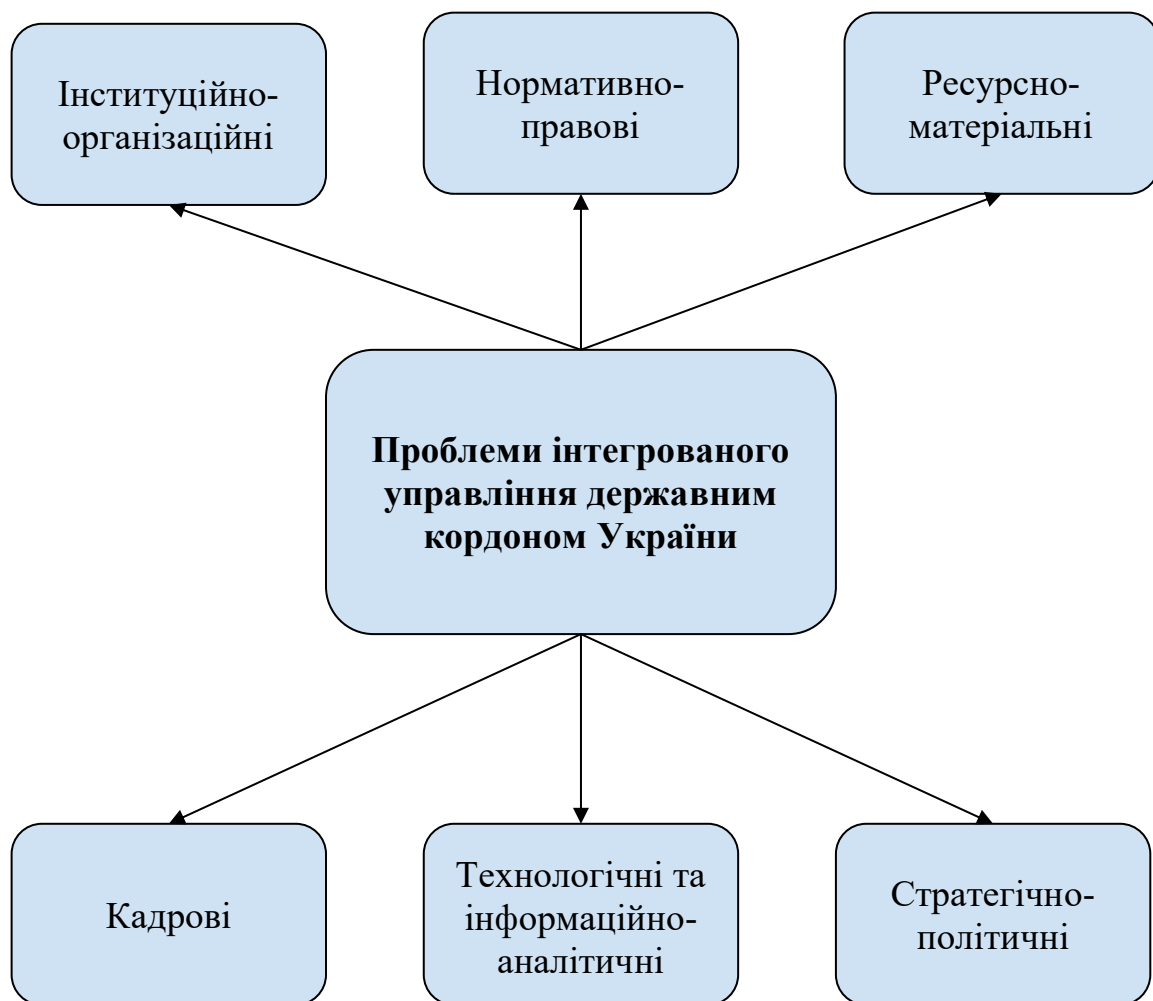 Інституційно-
організаційні
Нормативно-
правові
Ресурсно-
матеріальні
Проблеми інтегрованого
управління державним
кордоном України
Кадрові
Технологічні та
інформаційно-
аналітичні
Стратегічно-
політичні